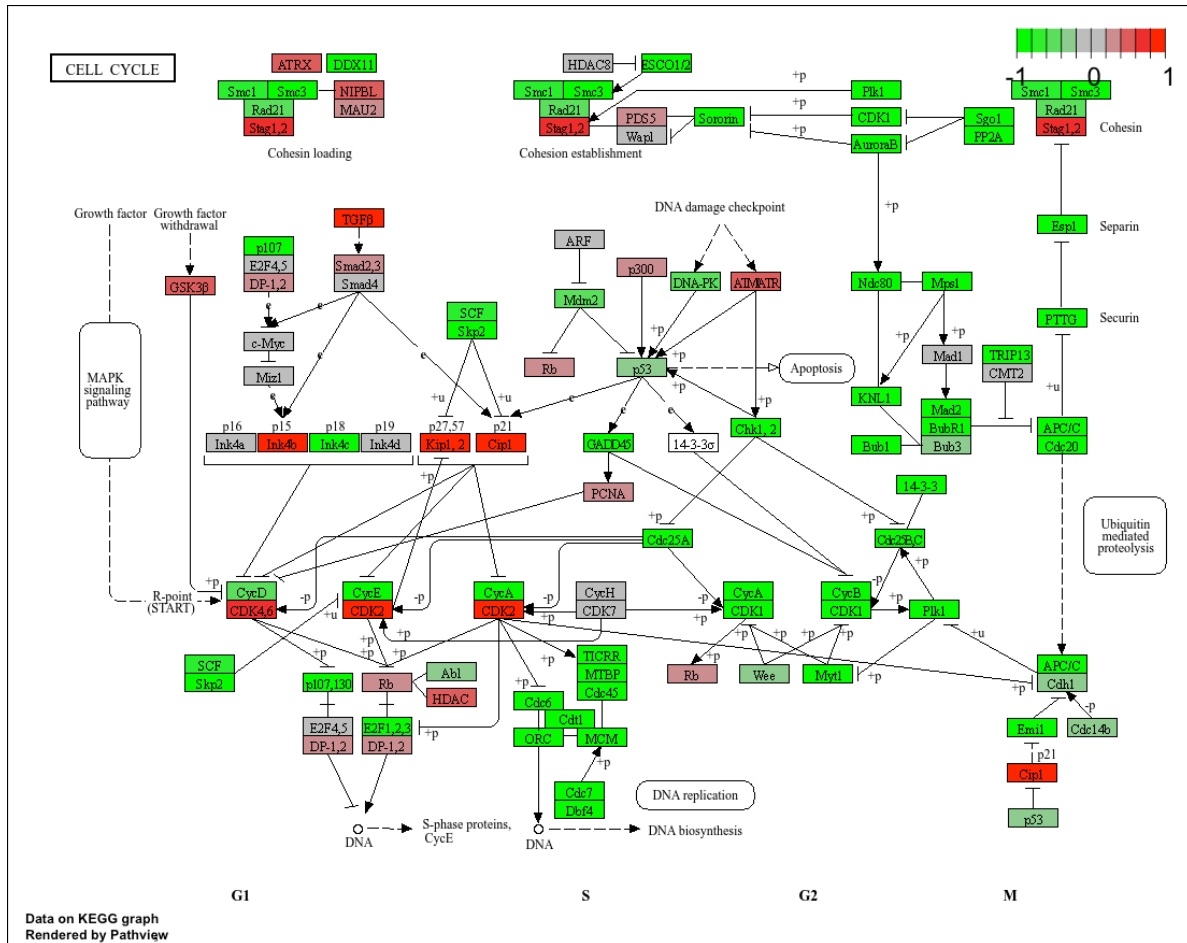 CELL CYCLE
ATRX DDX11
Smc1 Smc3 NIPBL
Rad21 MAU2
Stag1,2
Cohesin loading
HDAC8 ESCO1/2
Smc1 Smc3
Rad21
Stag1,2
PDS5
Wapl
Sororin
Cohesion establishment
+p
Plk1
+p
CDK1
+p
AuroraB
Sgo1
PP2A
-1 0 1
Smc1 Smc3
Rad21
Stag1,2
Cohesin
+p
Growth factor
Growth factor
withdrawal
TGFβ
p107
E2F4,5
DP-1,2
Smad2,3
Smad4
GSK3β
e
e
c-Myc
Miz1
e
e
e
SCF
Skp2
+u
+u
MAPK
signaling
pathway
DNA damage checkpoint
ARF
p300
DNA-PK
ATMATR
Mdm2
Rb
+p
+p
p53
+p
+p
Apoptosis
e
e
e
Espl
Separin
Ndc80
Mps1
PTTG
Securin
+p
+p
Mad1
TRIP13
CMT2
+u
KNL1
Mad2
BubR1
Bub3
Bub1
APC/C
Cdc20
p16 p15 p18 p19
Ink4a Ink4b Ink4c Ink4d
p27,57 p21
Kip1, 2 Cip1
GADD45
14-3-3σ
Chk1, 2
+p
PCNA
+p
+p
14-3-3
Cdc25A
Cdc25B,C
Ubiquitin
mediated
proteolysis
R-point
(START)
+p
CycD
CDK4,6
-p
+u
CycE
CDK2
-p
CycA
CDK2
-p
+p
CycH
CDK7
-p
+p
CycA
CDK1
CycB
CDK1
-p
+p
+p
Plk1
+p
+p
+p
+p
+p
+p
+p
+p
+p
+u
SCF
Skp2
p107,130
Rb
Abl
HDAC
TICRR
MTBP
Cdc45
Rb
Wee
Myt1
+p
+p
APC/C
Cdh1
E2F4,5
DP-1,2
E2F1,2,3
DP-1,2
+p
Cdc6
Cdt1
ORC
MCM
+p
Cdc7
Dbf4
-p
Emi1
Cdc14b
p21
Cip1
p53
DNA replication
DNA
S-phase proteins,
CycE
DNA
DNA biosynthesis
G1 S G2 M
Data on KEGG graph
Rendered by Pathview